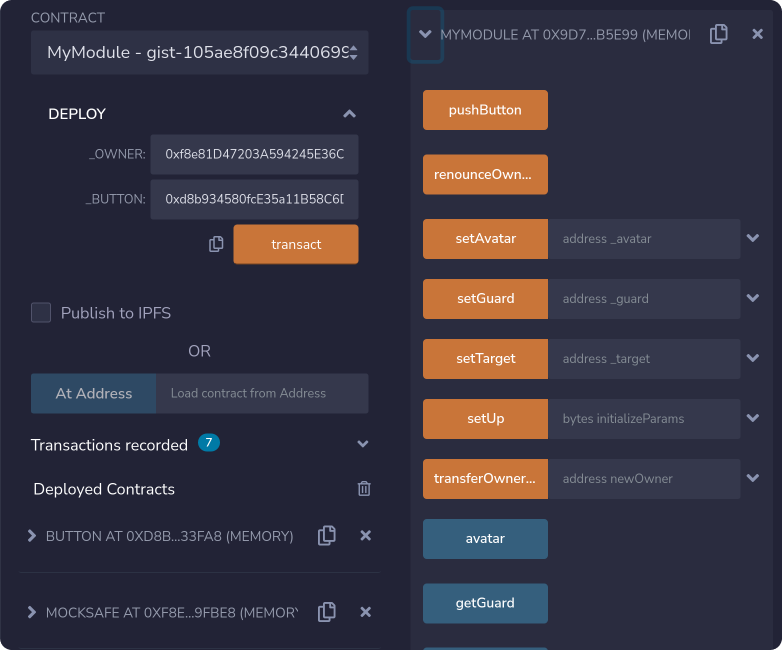 CONTRACT
MyModule - gist-105ae8f09c3440699
DEPLOY
_OWNER: 0xf8e81D47203A594245E36C
_BUTTON: 0xd8b934580fcE35a11B58C6D
transact
Publish to IPFS
OR
At Address Load contract from Address
Transactions recorded 7
Deployed Contracts
BUTTON AT 0XD8B...33FA8 (MEMORY)
MOCKSAFE AT 0XF8E...9FBE8 (MEMORY
MYMODULE AT 0X9D7...B5E99 (MEMOI
pushButton
renounceOwn...
setAvatar address _avatar
setGuard address _guard
setTarget address _target
setUp bytes initializeParams
transferOwner... address newOwner
avatar
getGuard